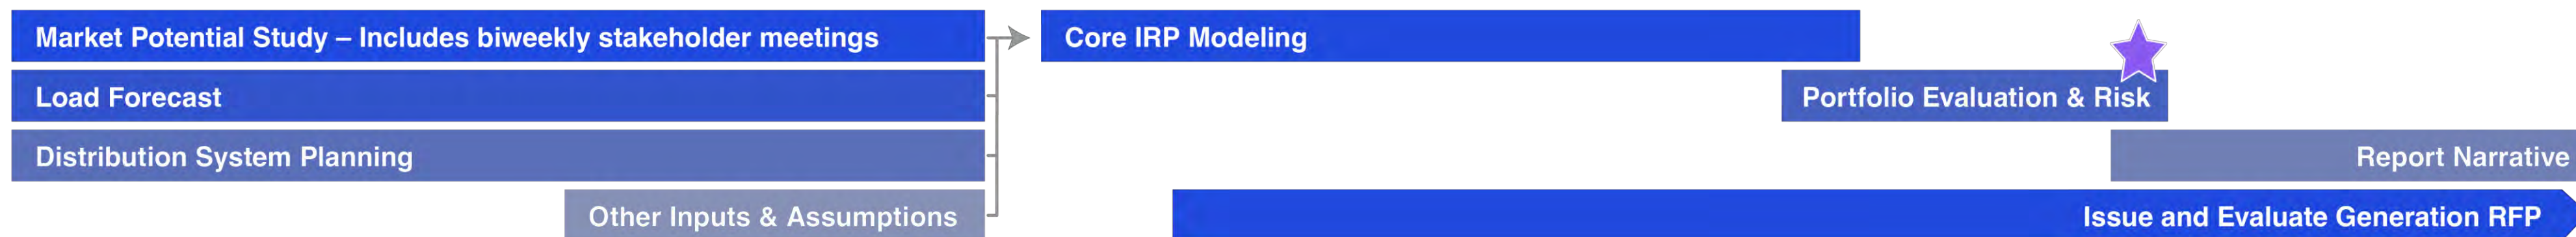 Market Potential Study – Includes biweekly stakeholder meetings
Core IRP Modeling
Load Forecast
Portfolio Evaluation & Risk
Distribution System Planning
Report Narrative
Other Inputs & Assumptions
Issue and Evaluate Generation RFP